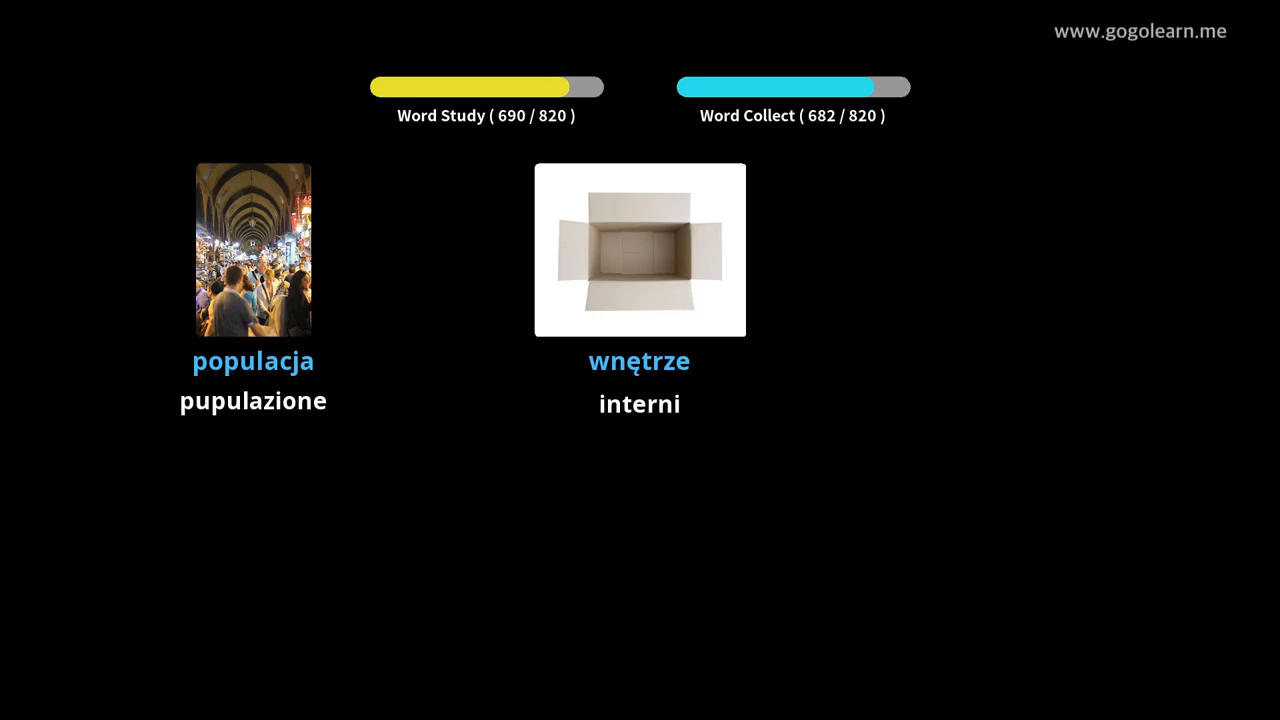 www.gogolearn.me
Word Study ( 690 / 820 )
Word Collect ( 682 / 820 )
populacja
pupulazione
wnętrze
interni